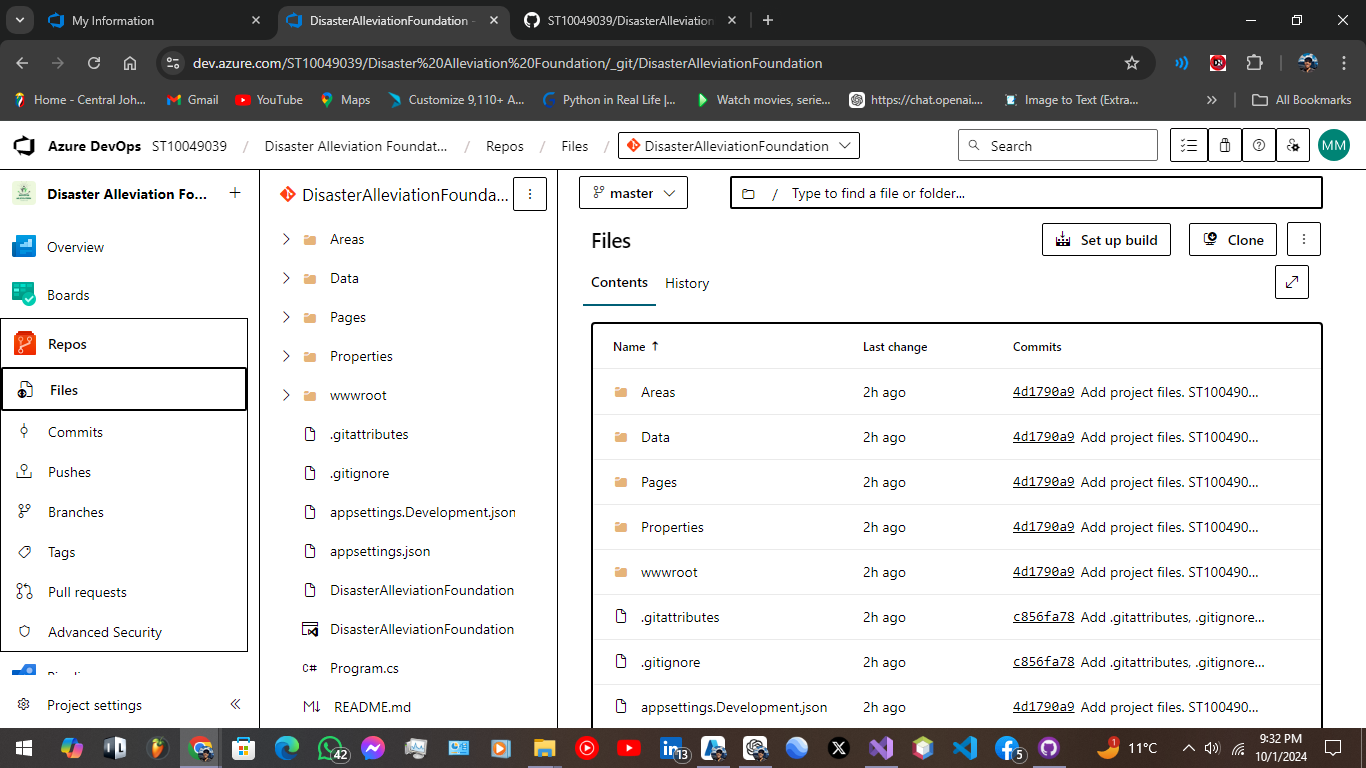 My Information
DisasterAlleviationFoundation -
ST10049039/DisasterAlleviation
dev.azure.com/ST10049039/Disaster%20Alleviation%20Foundation/_git/DisasterAlleviationFoundation
Home - Central Joh...
Gmail
YouTube
Maps
Customize 9,110+ A...
Python in Real Life |...
Watch movies, serie...
https://chat.openai....
Image to Text (Extra...
All Bookmarks
Azure DevOps
ST10049039 / Disaster Alleviation Foundat... / Repos / Files / DisasterAlleviationFoundation
Search
MM
Disaster Alleviation Fo...
Overview
Boards
Repos
Files
Commits
Pushes
Branches
Tags
Pull requests
Advanced Security
Project settings
DisasterAlleviationFounda...
Areas
Data
Pages
Properties
wwwroot
.gitattributes
.gitignore
appsettings.Development.json
appsettings.json
DisasterAlleviationFoundation
DisasterAlleviationFoundation
C# Program.cs
M↓ README.md
master
/ Type to find a file or folder...
Files
Set up build
Clone
Contents
History
Name ↑ Last change Commits
Areas 2h ago 4d1790a9 Add project files. ST100490...
Data 2h ago 4d1790a9 Add project files. ST100490...
Pages 2h ago 4d1790a9 Add project files. ST100490...
Properties 2h ago 4d1790a9 Add project files. ST100490...
wwwroot 2h ago 4d1790a9 Add project files. ST100490...
.gitattributes 2h ago c856fa78 Add .gitattributes, .gitignore...
.gitignore 2h ago c856fa78 Add .gitattributes, .gitignore...
appsettings.Development.json 2h ago 4d1790a9 Add project files. ST100490...
42
13
5
1
11°C
9:32 PM
10/1/2024